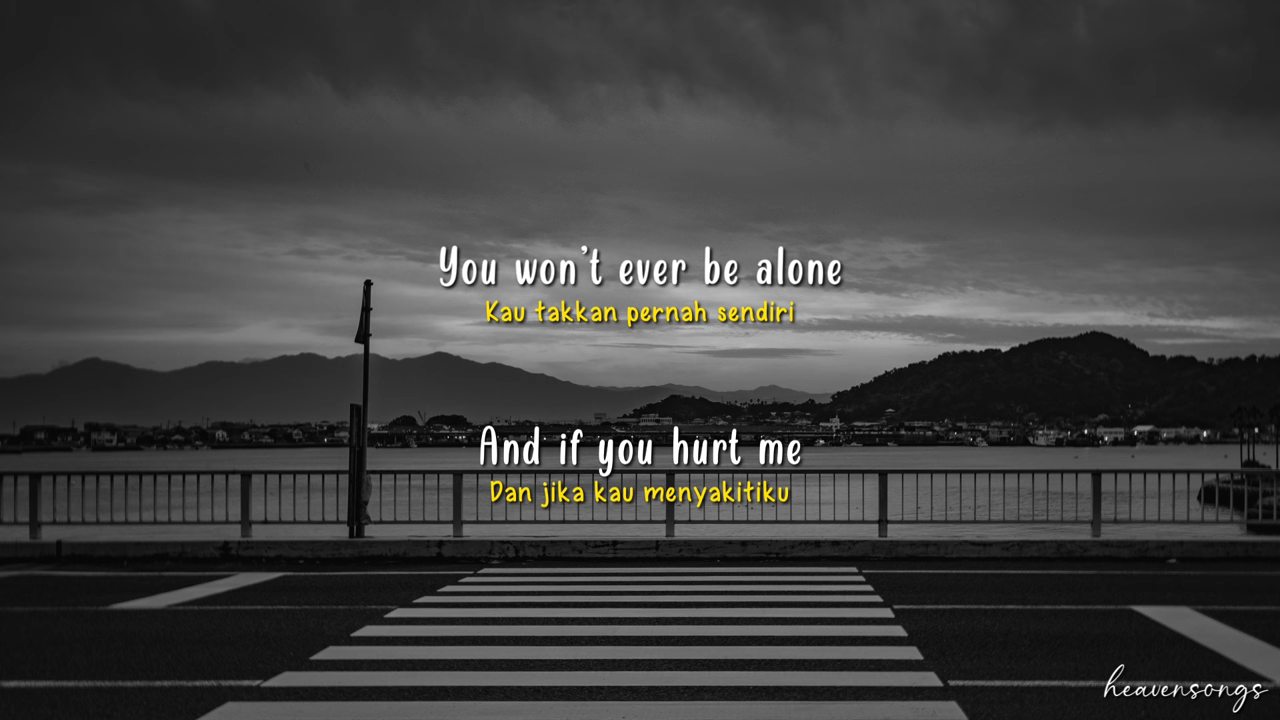 You won't ever be alone
Kau takkan pernah sendiri
And if you hurt me
Dan jika kau menyakitiku
heavensongs